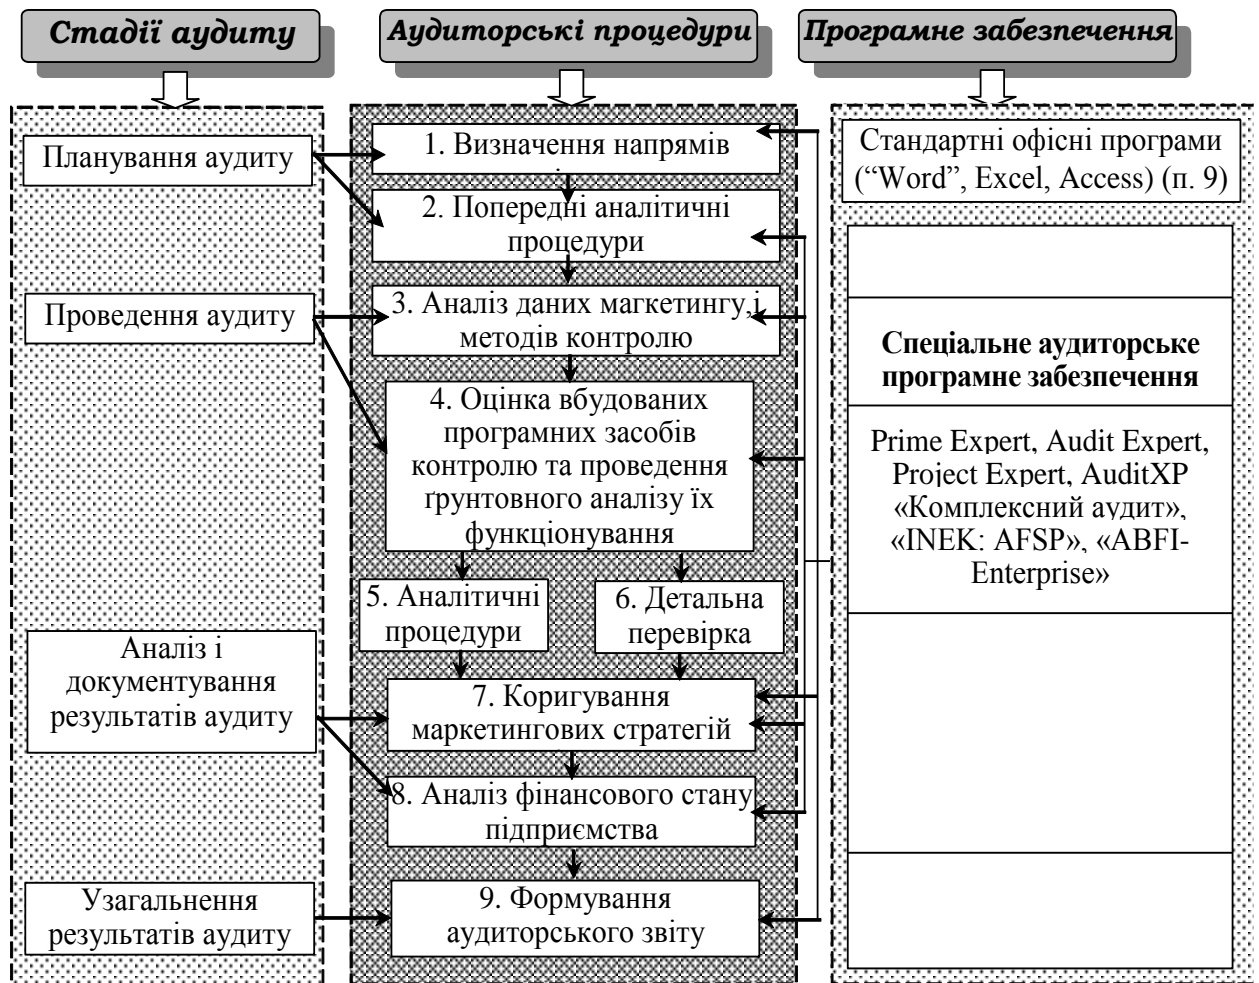 Стадії аудиту
Аудиторські процедури
Програмне забезпечення
Планування аудиту
Проведення аудиту
Аналіз і
документування
результатів аудиту
Узагальнення
результатів аудиту
1. Визначення напрямів
2. Попередні аналітичні
процедури
3. Аналіз даних магкетингу,і
методів контролю
4. Оцінка вбудованих
програмних засобів
контролю та проведення
ґрунтовного аналізу їх
функціонування
5. Аналітичні
процедури
6. Детальна
перевірка
7. Коригування
маркетингових стратегій
8. Аналіз фінансового стану
підприємства
9. Формування
аудиторського звіту
Стандартні офісні програми
(“Word”, Excel, Access) (п. 9)
Спеціальне аудиторське
програмне забезпечення
Prime Expert, Audit Expert,
Project Expert, AuditXP
«Комплексний аудит»,
«INEK: AFSP», «ABFI-
Enterprise»